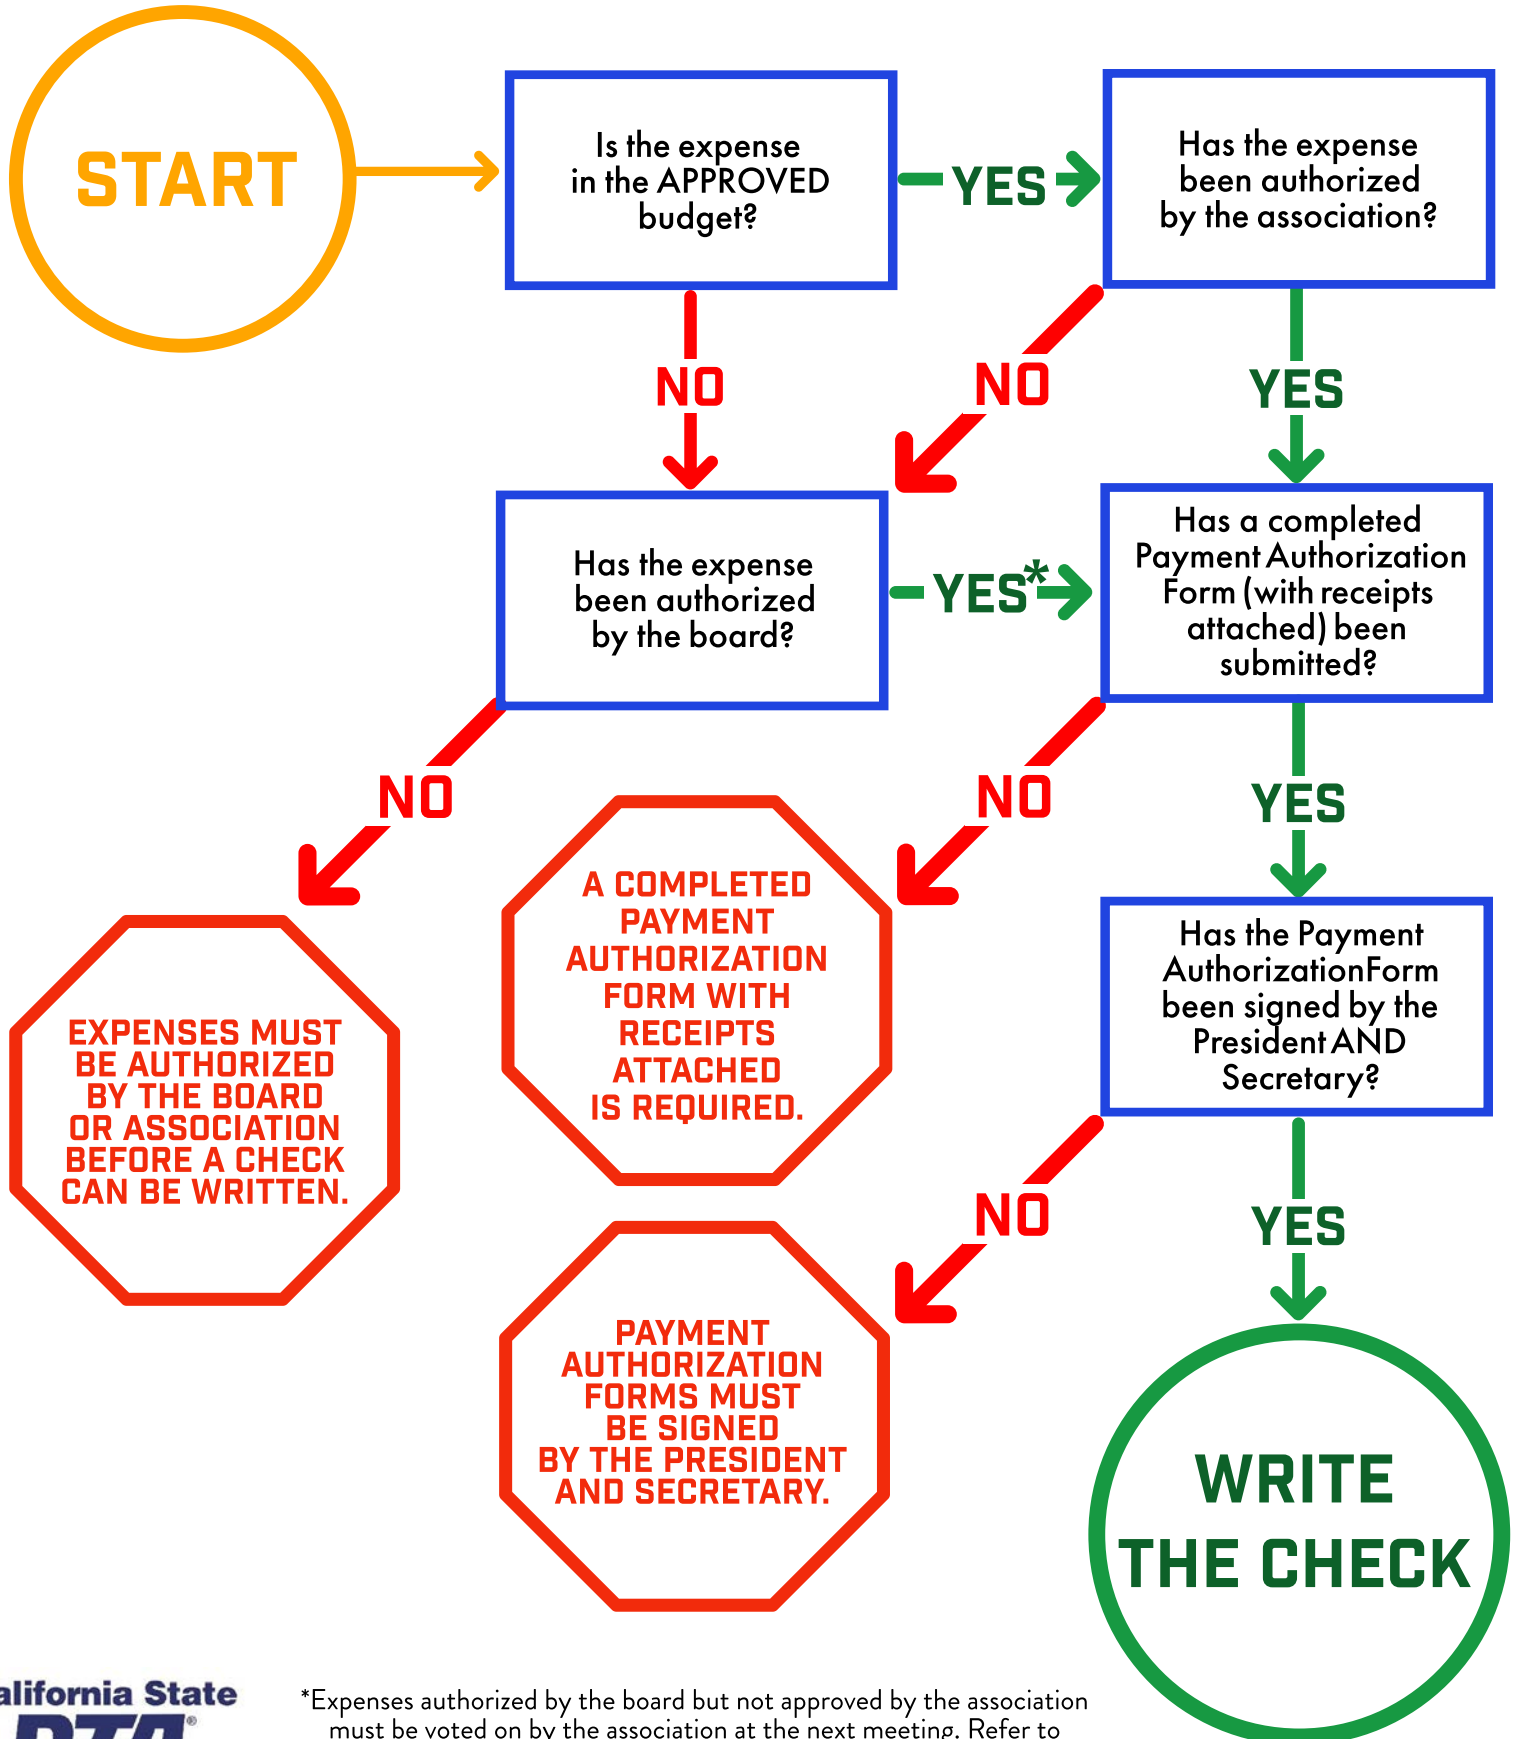 START
Is the expense
in the APPROVED
budget?
YES
Has the expense
been authorized
by the association?
NO
NO
YES
Has the expense
been authorized
by the board?
YES*
Has a completed
Payment Authorization
Form (with receipts
attached) been
submitted?
NO
NO
YES
EXPENSES MUST
BE AUTHORIZED
BY THE BOARD
OR ASSOCIATION
BEFORE A CHECK
CAN BE WRITTEN.
A COMPLETED
PAYMENT
AUTHORIZATION
FORM WITH
RECEIPTS
ATTACHED
IS REQUIRED.
Has the Payment
AuthorizationForm
been signed by the
President AND
Secretary?
NO
YES
PAYMENT
AUTHORIZATION
FORMS MUST
BE SIGNED
BY THE PRESIDENT
AND SECRETARY.
WRITE
THE CHECK
alifornia State
PTA®
*Expenses authorized by the board but not approved by the association
must be voted on by the association at the next meeting. Refer to